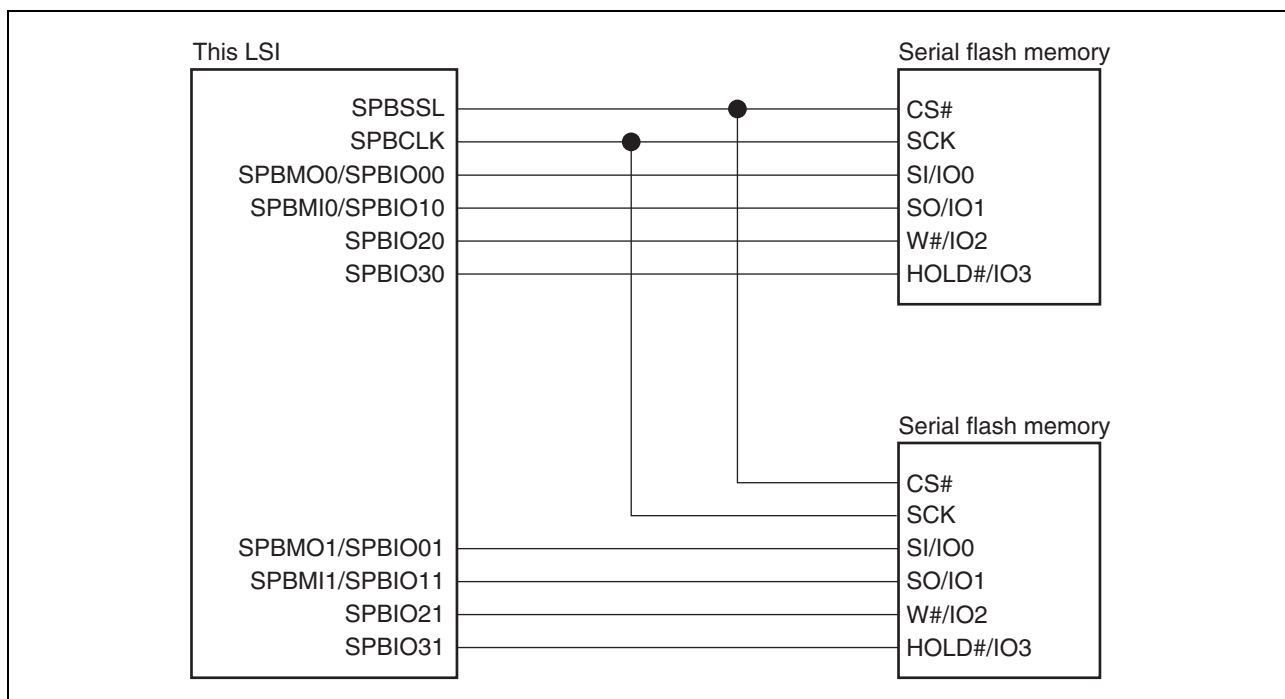 This LSI
SPBSSL
SPBCLK
SPBMO0/SPBIO00
SPBMI0/SPBIO10
SPBIO20
SPBIO30
SPBMO1/SPBIO01
SPBMI1/SPBIO11
SPBIO21
SPBIO31
Serial flash memory
CS#
SCK
SI/IO0
SO/IO1
W#/IO2
HOLD#/IO3
Serial flash memory
CS#
SCK
SI/IO0
SO/IO1
W#/IO2
HOLD#/IO3